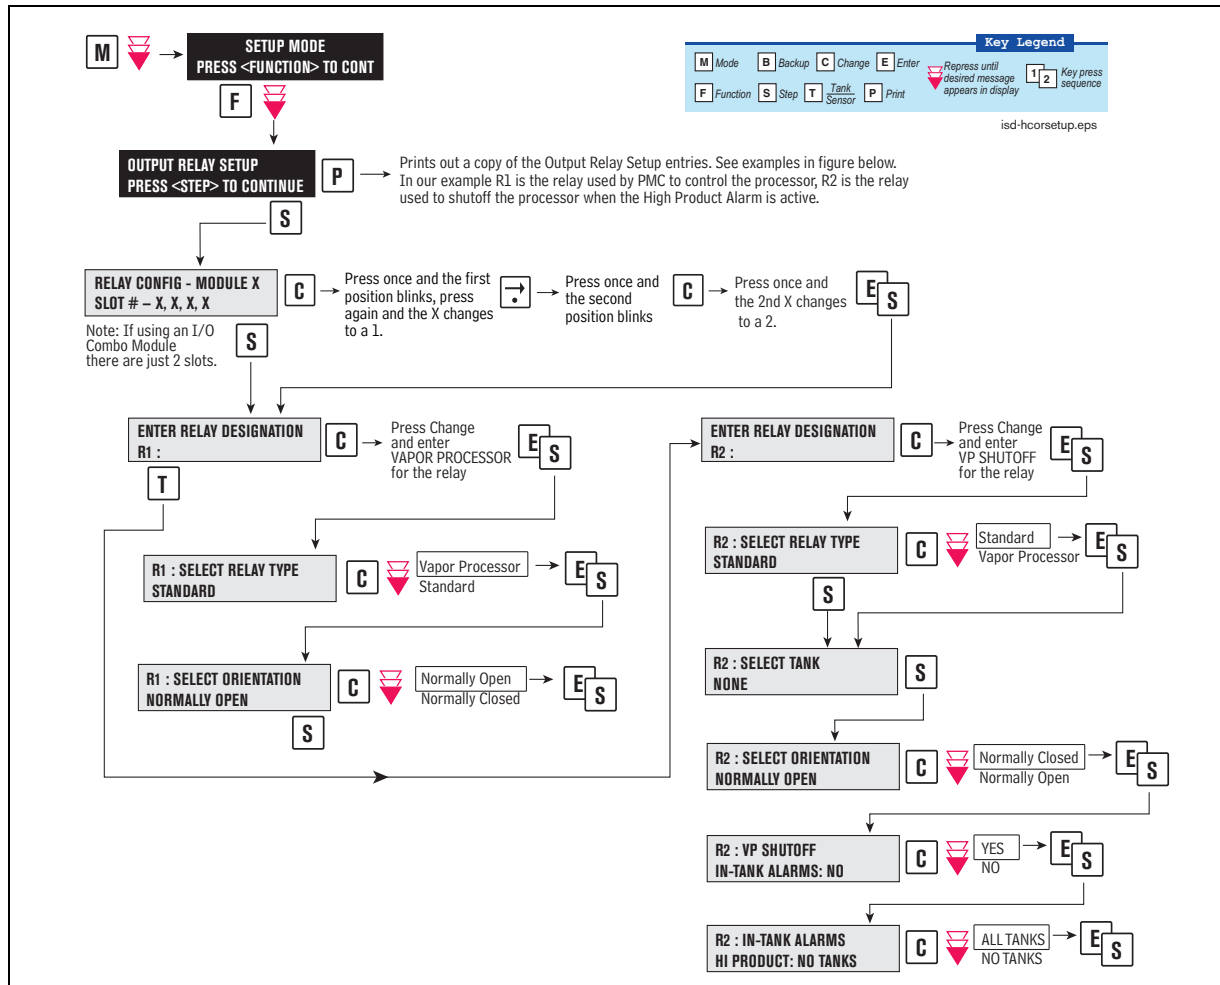 M
SETUP MODE
PRESS <FUNCTION> TO CONT
Key Legend
M Mode
B Backup
C Change
E Enter
Repress until
desired message
appears in display
1 2
Key press
sequence
F Function
S Step
T Tank
Sensor
P Print
isd-hcorsetup.eps
F
OUTPUT RELAY SETUP
PRESS <STEP> TO CONTINUE
P
Prints out a copy of the Output Relay Setup entries. See examples in figure below.
In our example R1 is the relay used by PMC to control the processor, R2 is the relay
used to shutoff the processor when the High Product Alarm is active.
S
RELAY CONFIG - MODULE X
SLOT # – X, X, X, X
C
Press once and the first
position blinks, press
again and the X changes
to a 1.
Press once and
the second
position blinks
C
Press once and
the 2nd X changes
to a 2.
E
S
Note: If using an I/O
Combo Module
there are just 2 slots.
S
ENTER RELAY DESIGNATION
R1 :
C
Press Change
and enter
VAPOR PROCESSOR
for the relay
E
S
T
R1 : SELECT RELAY TYPE
STANDARD
C
Vapor Processor
Standard
E
S
R1 : SELECT ORIENTATION
NORMALLY OPEN
C
Normally Open
Normally Closed
E
S
S
ENTER RELAY DESIGNATION
R2 :
C
Press Change
and enter
VP SHUTOFF
for the relay
E
S
R2 : SELECT RELAY TYPE
STANDARD
C
Standard
Vapor Processor
E
S
S
R2 : SELECT TANK
NONE
S
R2 : SELECT ORIENTATION
NORMALLY OPEN
C
Normally Closed
Normally Open
E
S
R2 : VP SHUTOFF
IN-TANK ALARMS: NO
C
YES
NO
E
S
R2 : IN-TANK ALARMS
HI PRODUCT: NO TANKS
C
ALL TANKS
NO TANKS
E
S